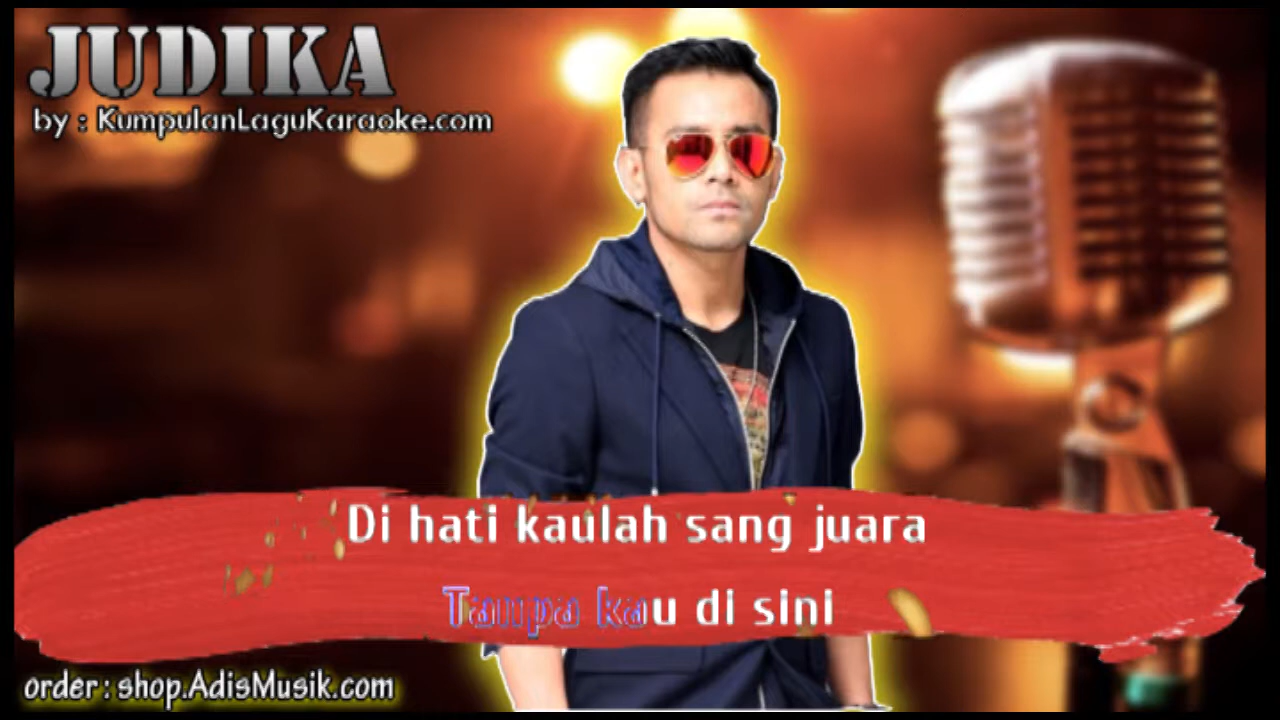 JUDIKA
by : KumpulanLaguKaraoke.com
Di hati kaulah sang juara
Tanpa kau di sini
order : shop.AdisMusik.com